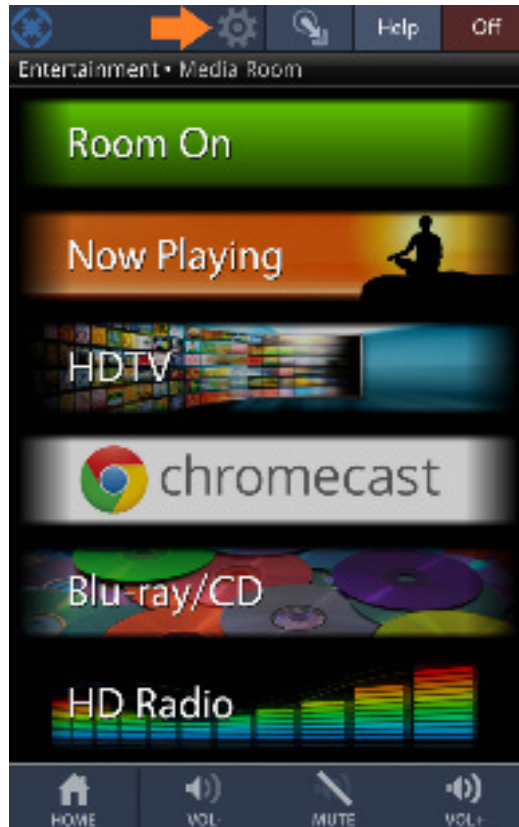 Help Off
Entertainment • Media Room
Room On
Now Playing
HDTV
chromecast
Blu-ray/CD
HD Radio
HOME VOL- MUTE VOL+